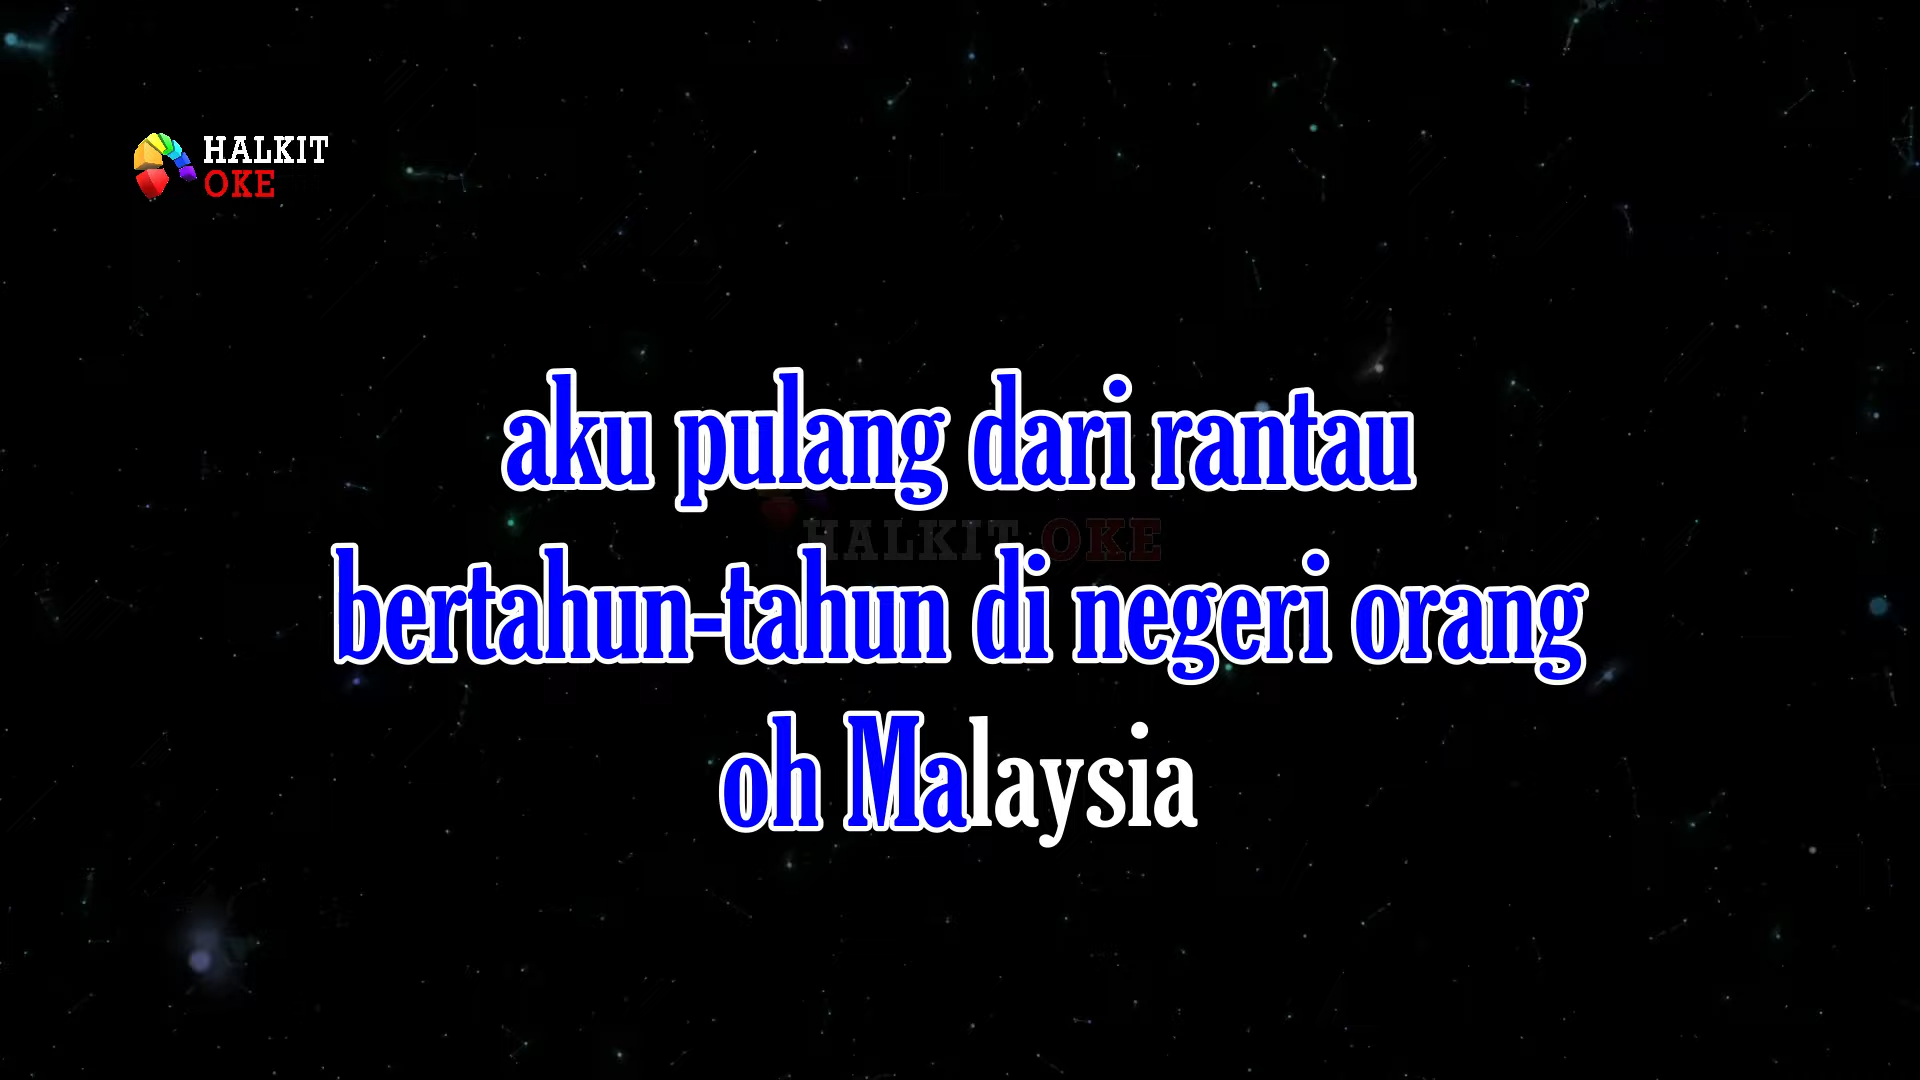 HALKIT
OKE
aku pulang dari rantau
HALKIT OKE
bertahun-tahun di negeri orang
oh Malaysia